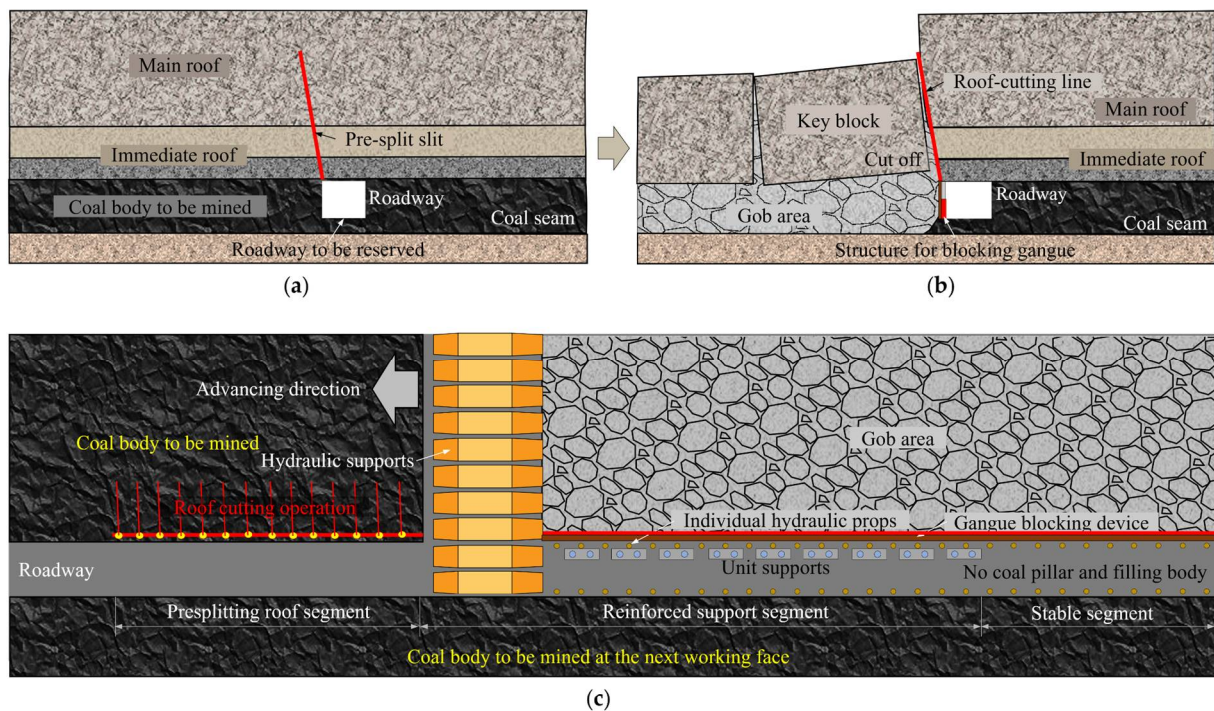 Main roof
Pre-split slit
Immediate roof
Roadway
Coal body to be mined
Coal seam
Roadway to be reserved
(a)
Roof-cutting line
Main roof
Key block
Cut off
Immediate roof
Roadway
Gob area
Coal seam
Structure for blocking gangue
(b)
Advancing direction
Coal body to be mined
Hydraulic supports
Gob area
Roof cutting operation
Individual hydraulic props
Gangue blocking device
Roadway
Unit supports
No coal pillar and filling body
Presplitting roof segment
Reinforced support segment
Stable segment
Coal body to be mined at the next working face
(c)